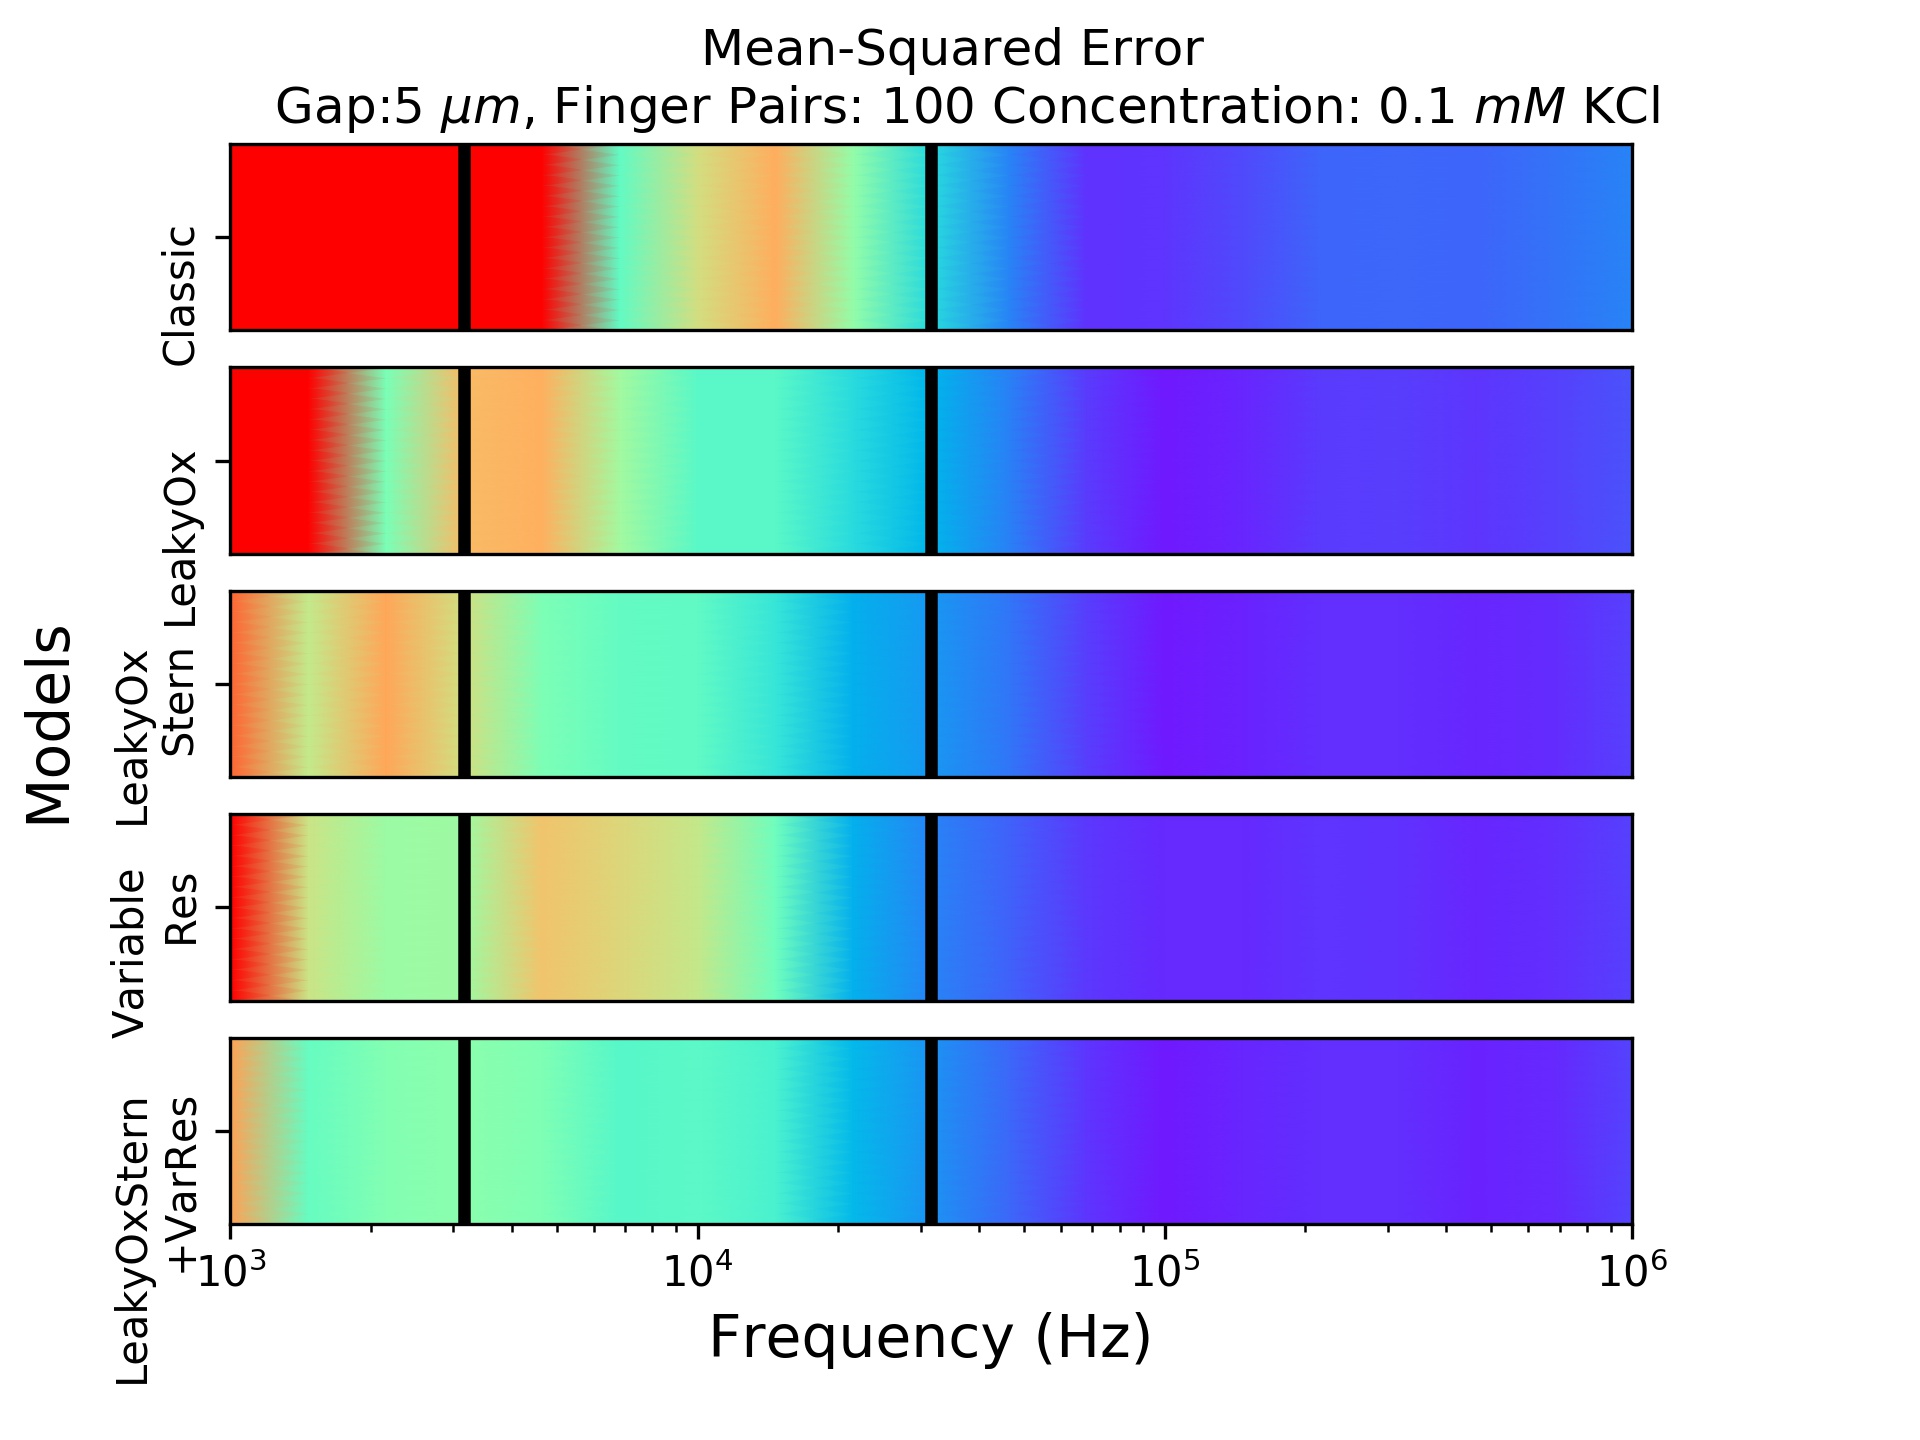 Mean-Squared Error
Gap:5 μm, Finger Pairs: 100 Concentration: 0.1 mM KCl
Models
Classic
LeakyOx
LeakyOx
Stern
Variable
Res
LeakyOxStern
+VarRes
10³ 10⁴ 10⁵ 10⁶
Frequency (Hz)